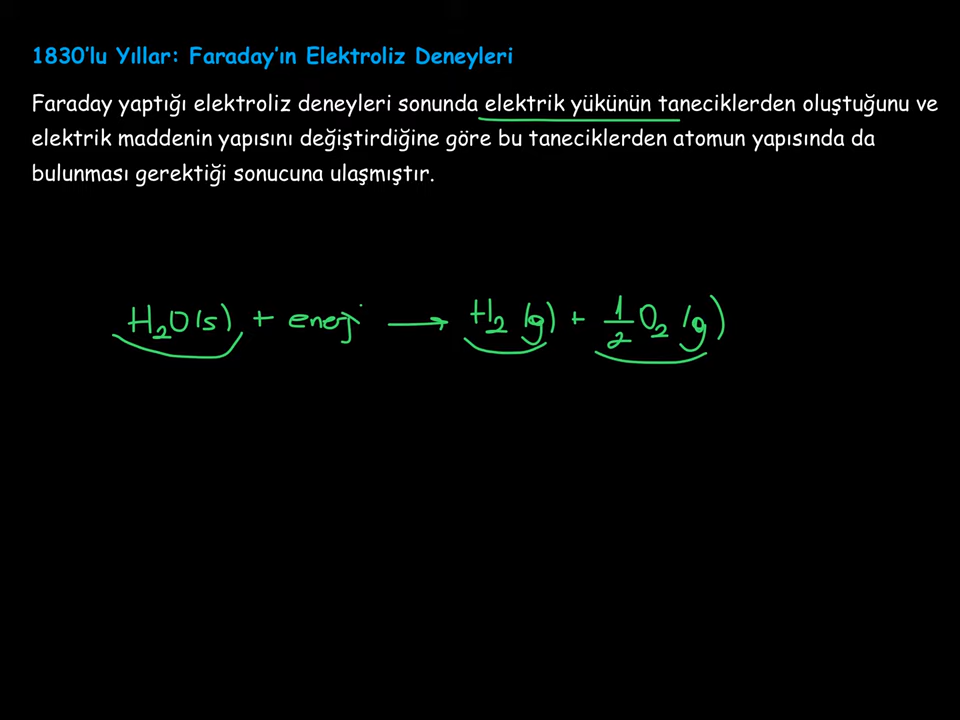 1830'lu Yıllar: Faraday'ın Elektroliz Deneyleri
Faraday yaptığı elektroliz deneyleri sonunda elektrik yükünün taneciklerden oluştuğunu ve
elektrik maddenin yapısını değiştirdiğine göre bu taneciklerden atomun yapısında da
bulunması gerektiği sonucuna ulaşmıştır.
H₂O(s) + enerji → H₂(g) + 1/2 O₂(g)